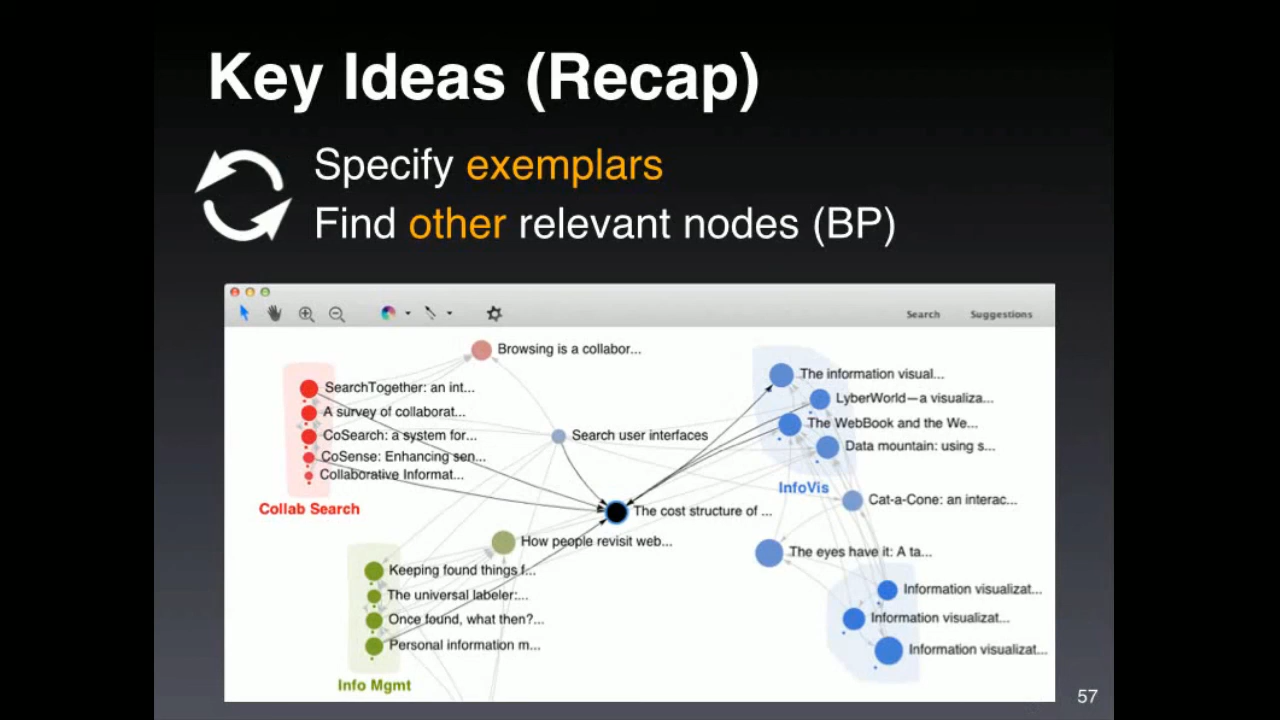 Key Ideas (Recap)
Specify exemplars
Find other relevant nodes (BP)
Search Suggestions
Browsing is a collabor...
SearchTogether: an int...
A survey of collaborat...
CoSearch: a system for...
CoSense: Enhancing sen...
Collaborative Informat...
Collab Search
Search user interfaces
The cost structure of ...
How people revisit web...
Keeping found things f...
The universal labeler:...
Once found, what then?...
Personal information m...
Info Mgmt
The information visual...
LyberWorld—a visualiza...
The WebBook and the We...
Data mountain: using s...
InfoVis
Cat-a-Cone: an interac...
The eyes have it: A ta...
Information visualizat...
Information visualizat...
Information visualizat...
57